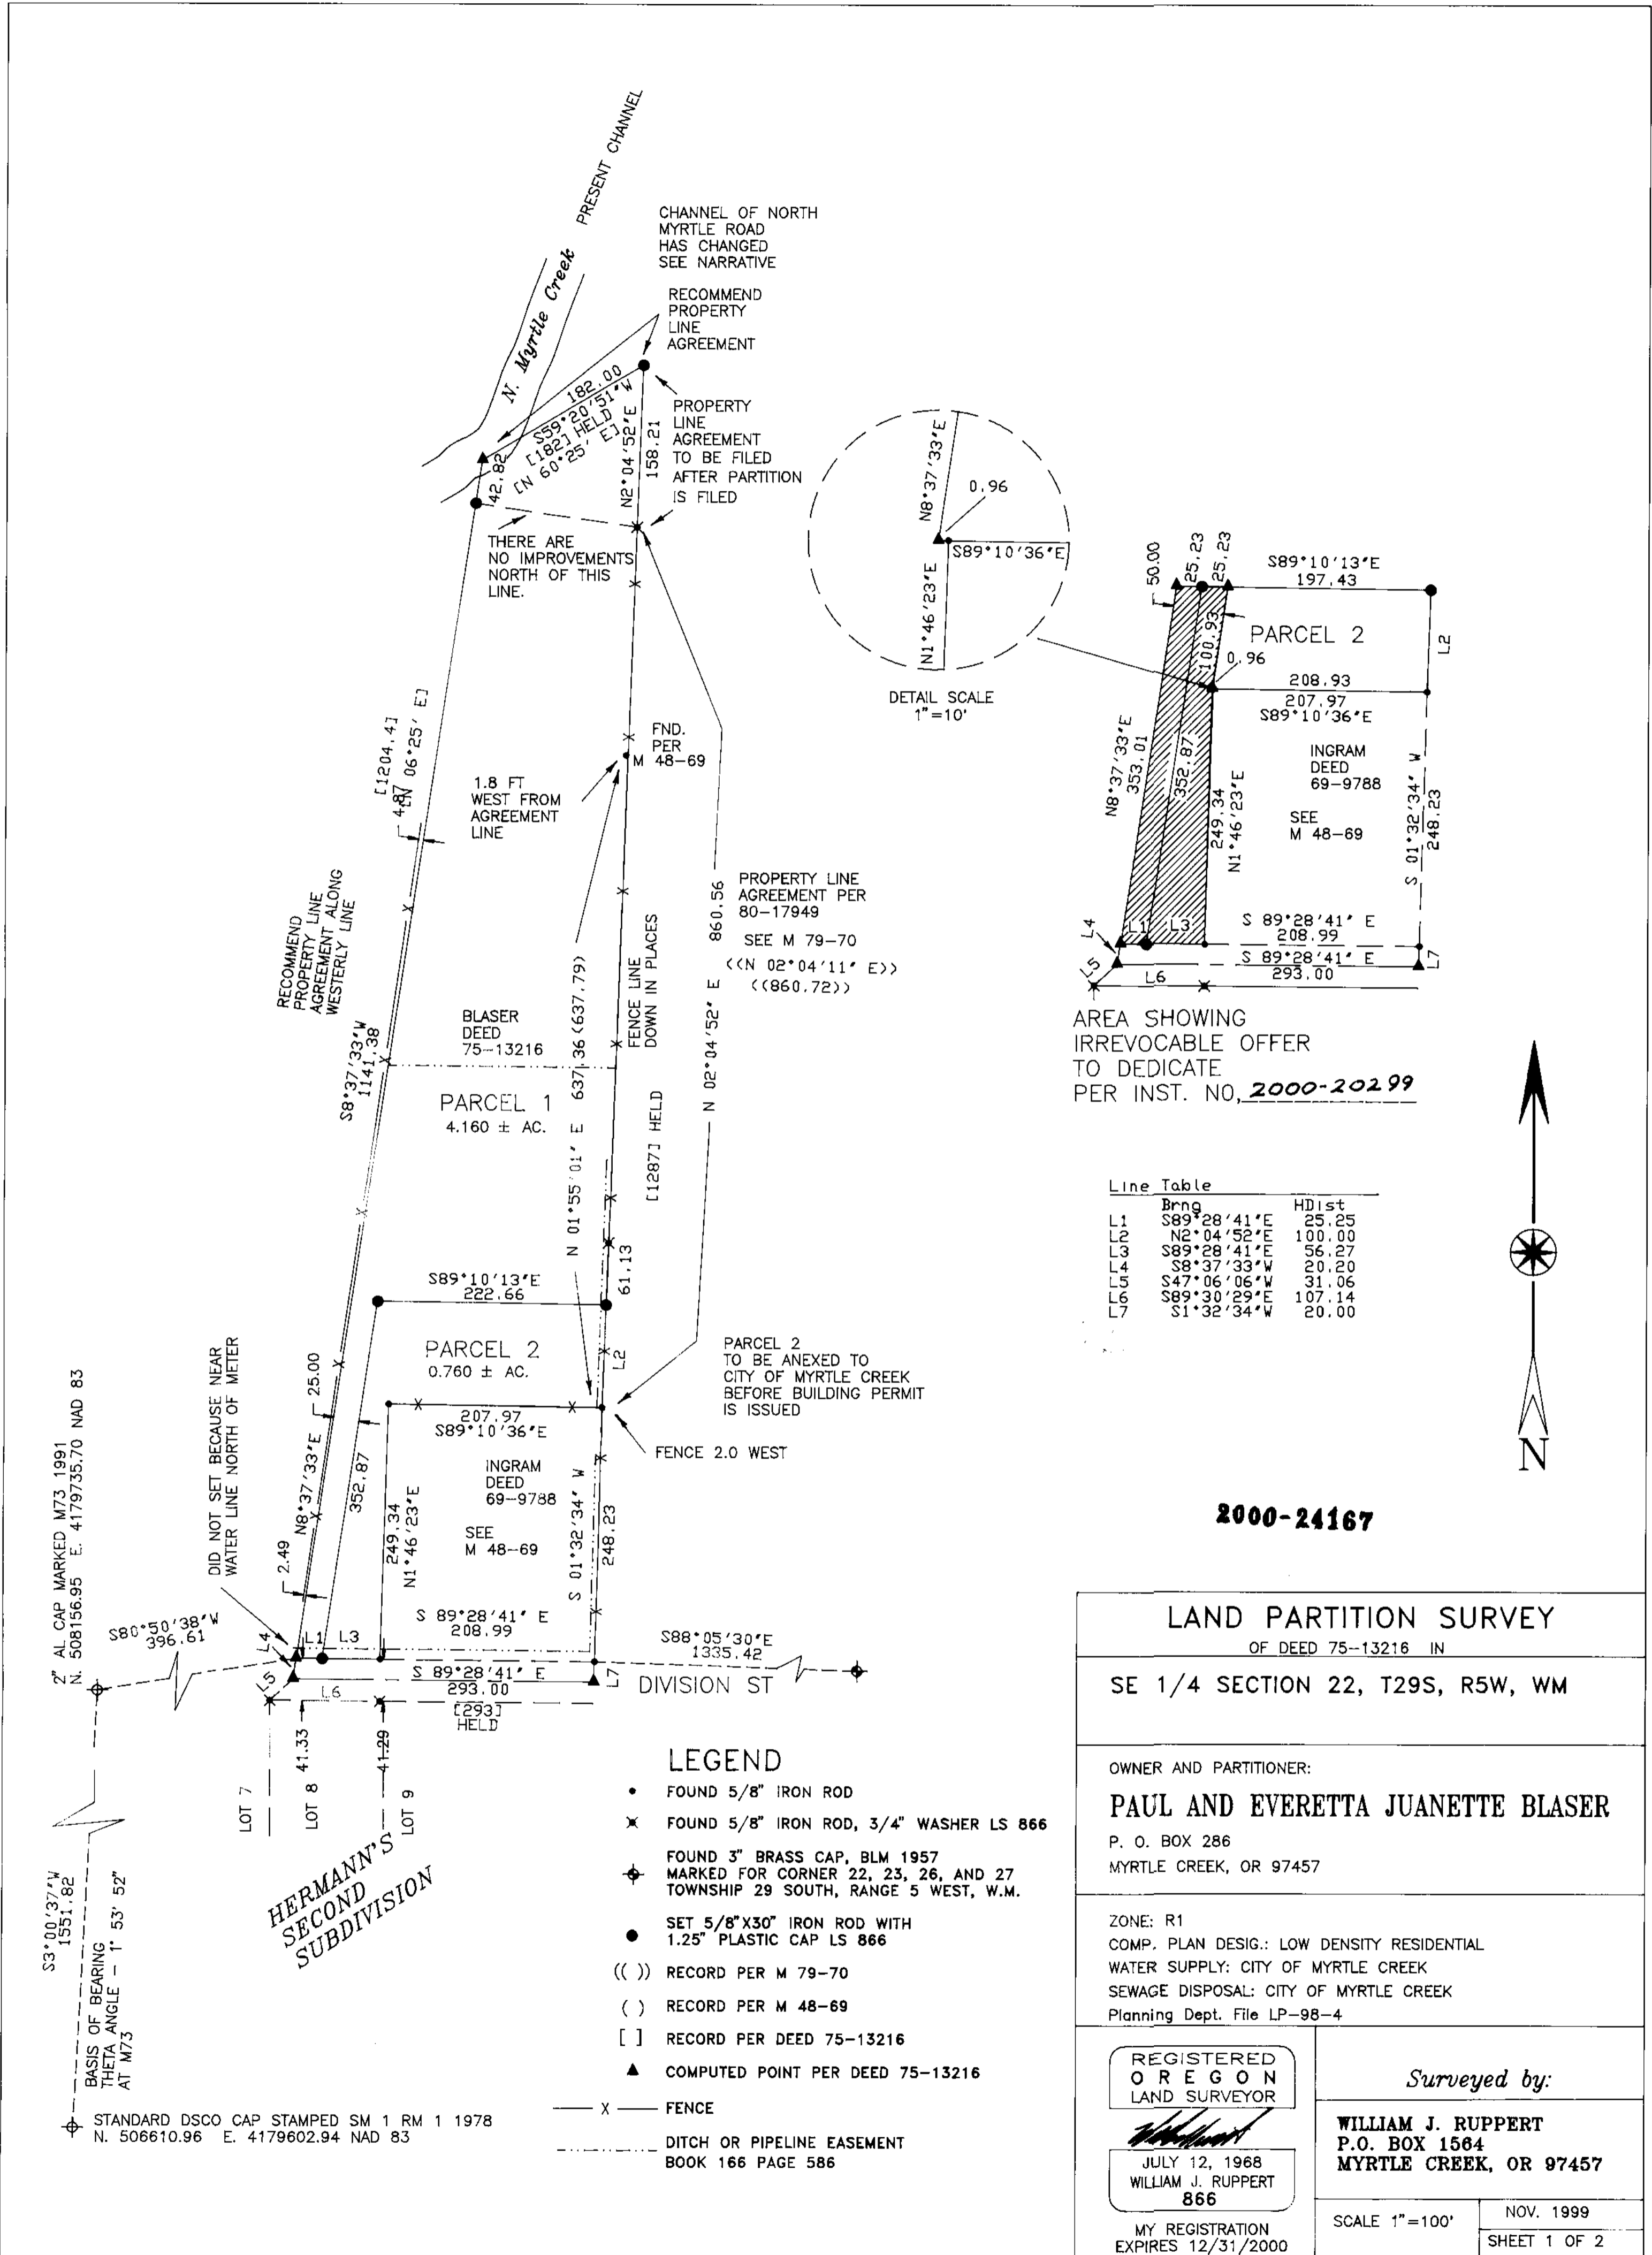 N. Myrtle Creek PRESENT CHANNEL
CHANNEL OF NORTH
MYRTLE ROAD
HAS CHANGED
SEE NARRATIVE
RECOMMEND
PROPERTY
LINE
AGREEMENT
182.00
S59°20'51"W
[182] HELD
[N 60°25' E]
42.82
N2°04'52"E
158.21
PROPERTY
LINE
AGREEMENT
TO BE FILED
AFTER PARTITION
IS FILED
THERE ARE
NO IMPROVEMENTS
NORTH OF THIS
LINE.
[1204.4]
[N 06°25' E]
4.87
FND.
PER
M 48-69
1.8 FT
WEST FROM
AGREEMENT
LINE
RECOMMEND
PROPERTY LINE
AGREEMENT ALONG
WESTERLY LINE
S8°37'33"W
1141.38
BLASER
DEED
75-13216
PARCEL 1
4.160 ± AC.
N 01°55'01" E 637.36 (637.79)
FENCE LINE
DOWN IN PLACES
[1287] HELD
N 02°04'52" E 860.56
PROPERTY LINE
AGREEMENT PER
80-17949
SEE M 79-70
((N 02°04'11" E))
((860.72))
61.13
S89°10'13"E
222.66
PARCEL 2
0.760 ± AC.
L2
PARCEL 2
TO BE ANEXED TO
CITY OF MYRTLE CREEK
BEFORE BUILDING PERMIT
IS ISSUED
207.97
S89°10'36"E
FENCE 2.0 WEST
INGRAM
DEED
69-9788
SEE
M 48-69
25.00
N8°37'33"E
352.87
249.34
N1°46'23"E
S 01°32'34" W
248.23
2.49
DID NOT SET BECAUSE NEAR
WATER LINE NORTH OF METER
S 89°28'41" E
208.99
L4
L1
L3
L5
L6
L7
S 89°28'41" E
293.00
[293]
HELD
S88°05'30"E
1335.42
DIVISION ST
S80°50'38"W
396.61
2" AL CAP MARKED M73 1991
N. 508156.95 E. 4179735.70 NAD 83
LOT 7
LOT 8
41.33
41.29
LOT 9
HERMANN'S
SECOND
SUBDIVISION
S3°00'37"W
1551.82
BASIS OF BEARING
THETA ANGLE - 1° 53' 52"
AT M73
STANDARD DSCO CAP STAMPED SM 1 RM 1 1978
N. 506610.96 E. 4179602.94 NAD 83
N8°37'33"E
0.96
S89°10'36"E
N1°46'23"E
DETAIL SCALE
1"=10'
50.00
25.23
25.23
S89°10'13"E
197.43
PARCEL 2
100.93
0.96
L2
208.93
207.97
S89°10'36"E
INGRAM
DEED
69-9788
SEE
M 48-69
N8°37'33"E
353.01
352.87
249.34
N1°46'23"E
S 01°32'34" W
248.23
L4
L1
L3
S 89°28'41" E
208.99
S 89°28'41" E
293.00
L5
L6
L7
AREA SHOWING
IRREVOCABLE OFFER
TO DEDICATE
PER INST. NO. 2000-20299
Line Table
Brng HDist
L1 S89°28'41"E 25.25
L2 N2°04'52"E 100.00
L3 S89°28'41"E 56.27
L4 S8°37'33"W 20.20
L5 S47°06'06"W 31.06
L6 S89°30'29"E 107.14
L7 S1°32'34"W 20.00
N
2000-24167
LEGEND
FOUND 5/8" IRON ROD
FOUND 5/8" IRON ROD, 3/4" WASHER LS 866
FOUND 3" BRASS CAP, BLM 1957
MARKED FOR CORNER 22, 23, 26, AND 27
TOWNSHIP 29 SOUTH, RANGE 5 WEST, W.M.
SET 5/8"X30" IRON ROD WITH
1.25" PLASTIC CAP LS 866
(( )) RECORD PER M 79-70
( ) RECORD PER M 48-69
[ ] RECORD PER DEED 75-13216
COMPUTED POINT PER DEED 75-13216
X FENCE
DITCH OR PIPELINE EASEMENT
BOOK 166 PAGE 586
LAND PARTITION SURVEY
OF DEED 75-13216 IN
SE 1/4 SECTION 22, T29S, R5W, WM
OWNER AND PARTITIONER:
PAUL AND EVERETTA JUANETTE BLASER
P. O. BOX 286
MYRTLE CREEK, OR 97457
ZONE: R1
COMP. PLAN DESIG.: LOW DENSITY RESIDENTIAL
WATER SUPPLY: CITY OF MYRTLE CREEK
SEWAGE DISPOSAL: CITY OF MYRTLE CREEK
Planning Dept. File LP-98-4
REGISTERED
OREGON
LAND SURVEYOR
JULY 12, 1968
WILLIAM J. RUPPERT
866
MY REGISTRATION
EXPIRES 12/31/2000
Surveyed by:
WILLIAM J. RUPPERT
P.O. BOX 1564
MYRTLE CREEK, OR 97457
SCALE 1"=100'
NOV. 1999
SHEET 1 OF 2